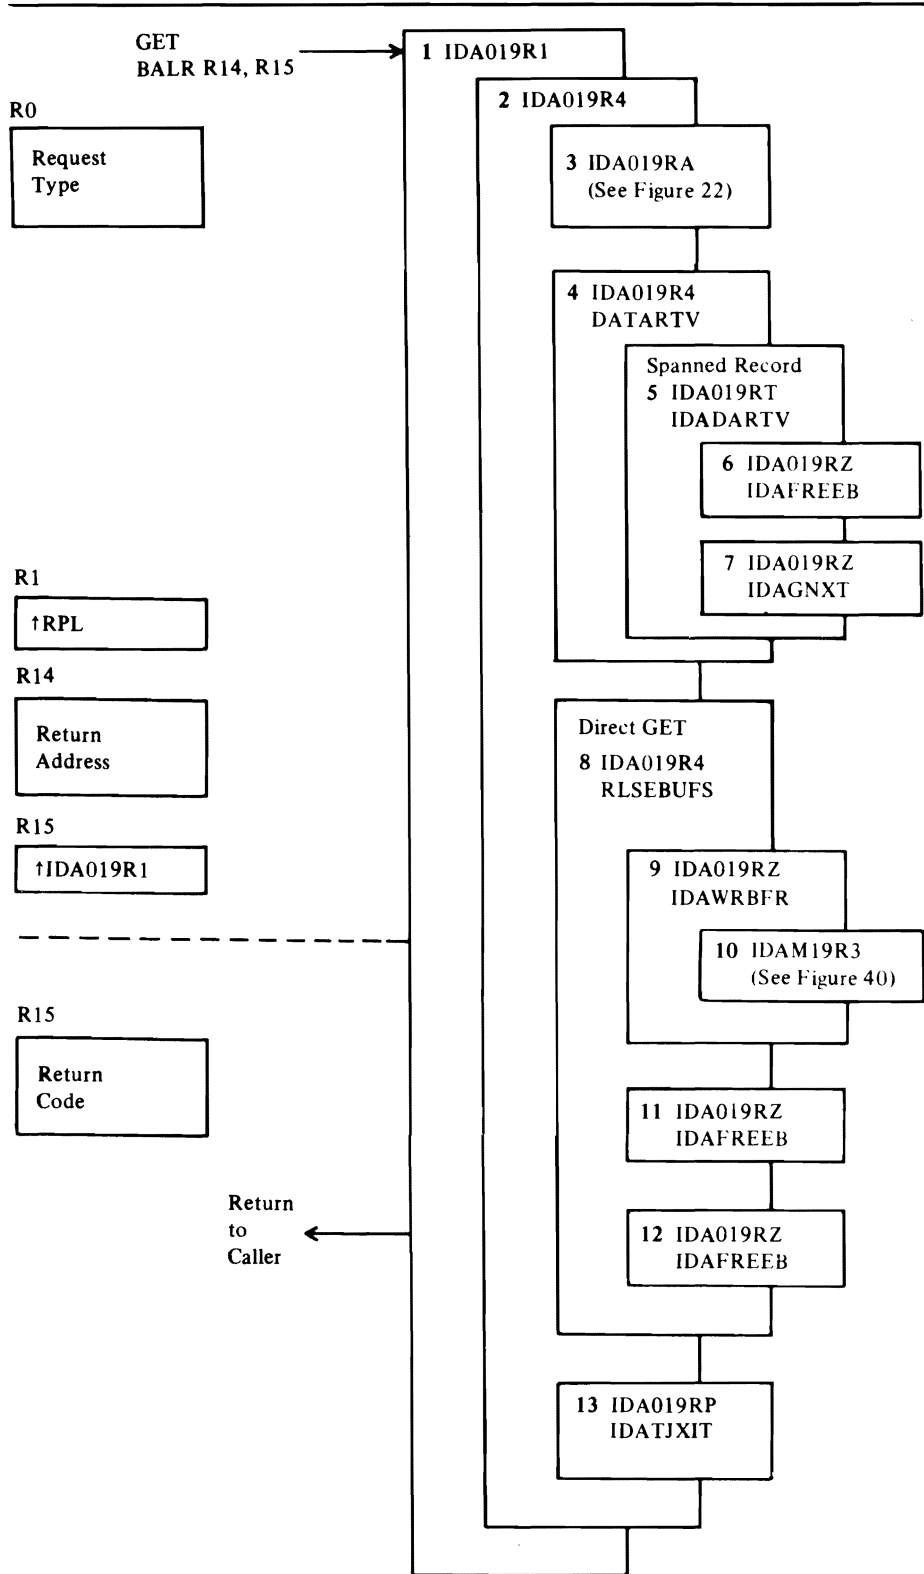 GET
BALR R14, R15
R0
Request
Type
R1
↑RPL
R14
Return
Address
R15
↑IDA019R1
R15
Return
Code
Return
to
Caller
1 IDA019R1
2 IDA019R4
3 IDA019RA
(See Figure 22)
4 IDA019R4
DATARTV
Spanned Record
5 IDA019RT
IDADARTV
6 IDA019RZ
IDAFREEB
7 IDA019RZ
IDAGNXT
Direct GET
8 IDA019R4
RLSEBUFS
9 IDA019RZ
IDAWRBFR
10 IDAM19R3
(See Figure 40)
11 IDA019RZ
IDAFREEB
12 IDA019RZ
IDAFREEB
13 IDA019RP
IDATJXIT